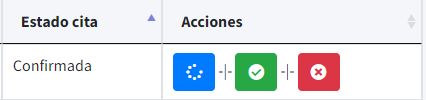 Estado cita Acciones
Confirmada -|- -|-